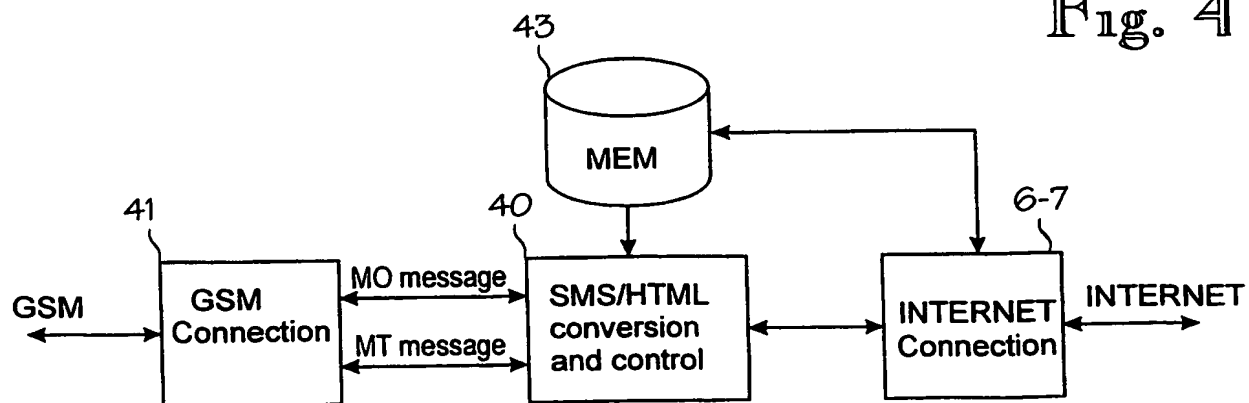 Fig. 4
43
MEM
41
40
6-7
GSM
GSM
Connection
MO message
MT message
SMS/HTML
conversion
and control
INTERNET
Connection
INTERNET